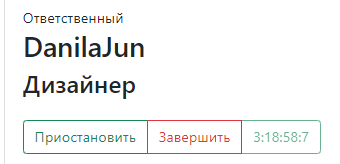 Ответственный
DanilaJun
Дизайнер
Приостановить Завершить 3:18:58:7